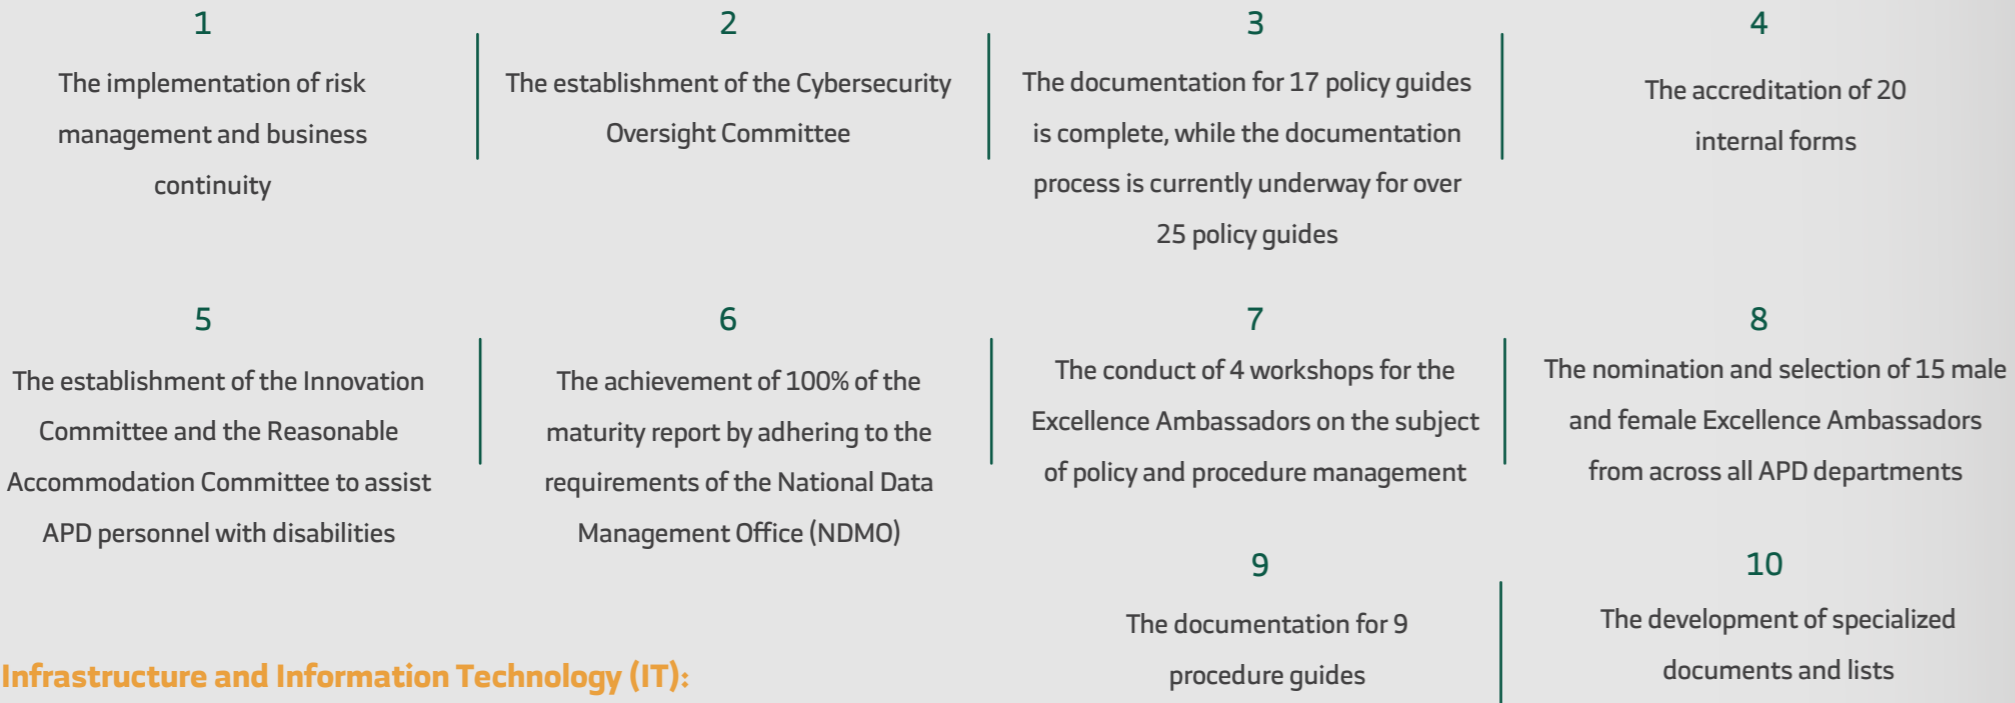 1
The implementation of risk
management and business
continuity
2
The establishment of the Cybersecurity
Oversight Committee
3
The documentation for 17 policy guides
is complete, while the documentation
process is currently underway for over
25 policy guides
4
The accreditation of 20
internal forms
5
The establishment of the Innovation
Committee and the Reasonable
Accommodation Committee to assist
APD personnel with disabilities
6
The achievement of 100% of the
maturity report by adhering to the
requirements of the National Data
Management Office (NDMO)
7
The conduct of 4 workshops for the
Excellence Ambassadors on the subject
of policy and procedure management
8
The nomination and selection of 15 male
and female Excellence Ambassadors
from across all APD departments
9
The documentation for 9
procedure guides
10
The development of specialized
documents and lists
Infrastructure and Information Technology (IT):